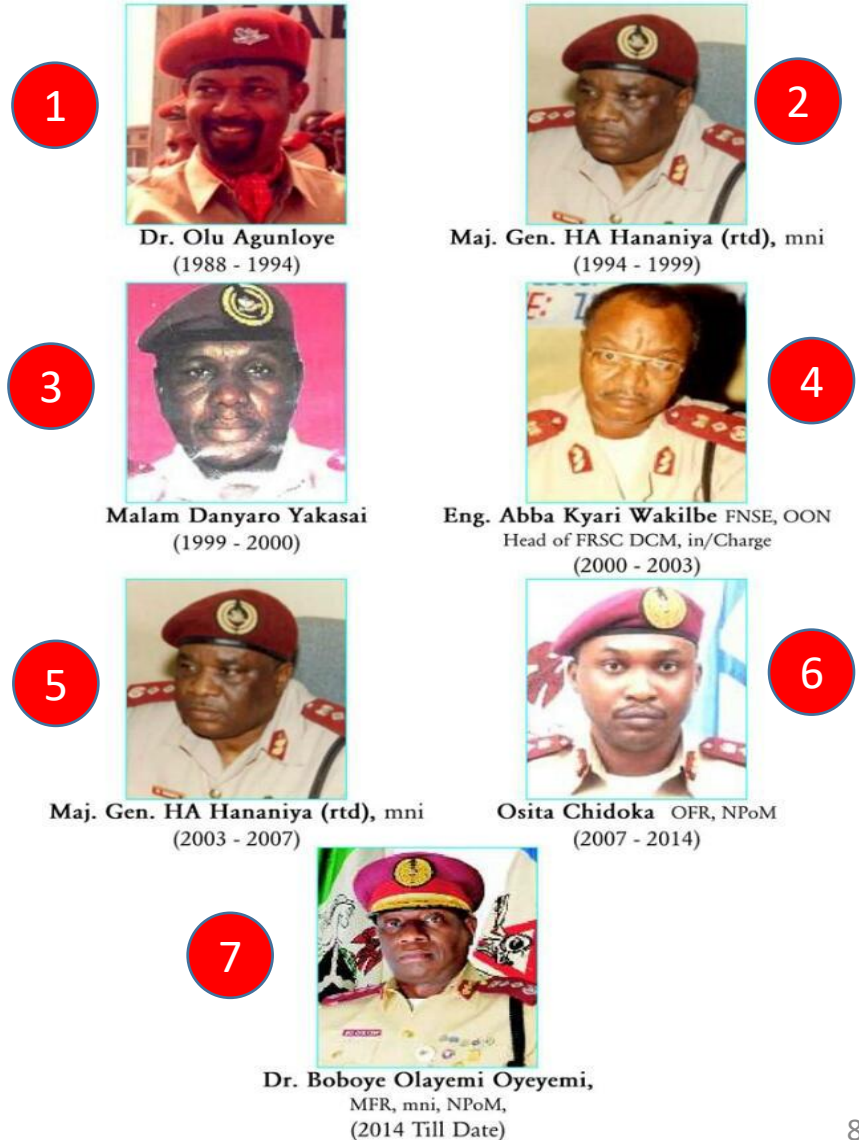 1
2
Dr. Olu Agunloye
(1988 - 1994)
Maj. Gen. HA Hananiya (rtd), mni
(1994 - 1999)
3
E:
4
Malam Danyaro Yakasai
(1999 - 2000)
Eng. Abba Kyari Wakilbe FNSE, OON
Head of FRSC DCM, in/Charge
(2000 - 2003)
5
6
Maj. Gen. HA Hananiya (rtd), mni
(2003 - 2007)
Osita Chidoka OFR, NPoM
(2007 - 2014)
7
Dr. Boboye Olayemi Oyeyemi,
MFR, mni, NPoM,
(2014 Till Date)
8